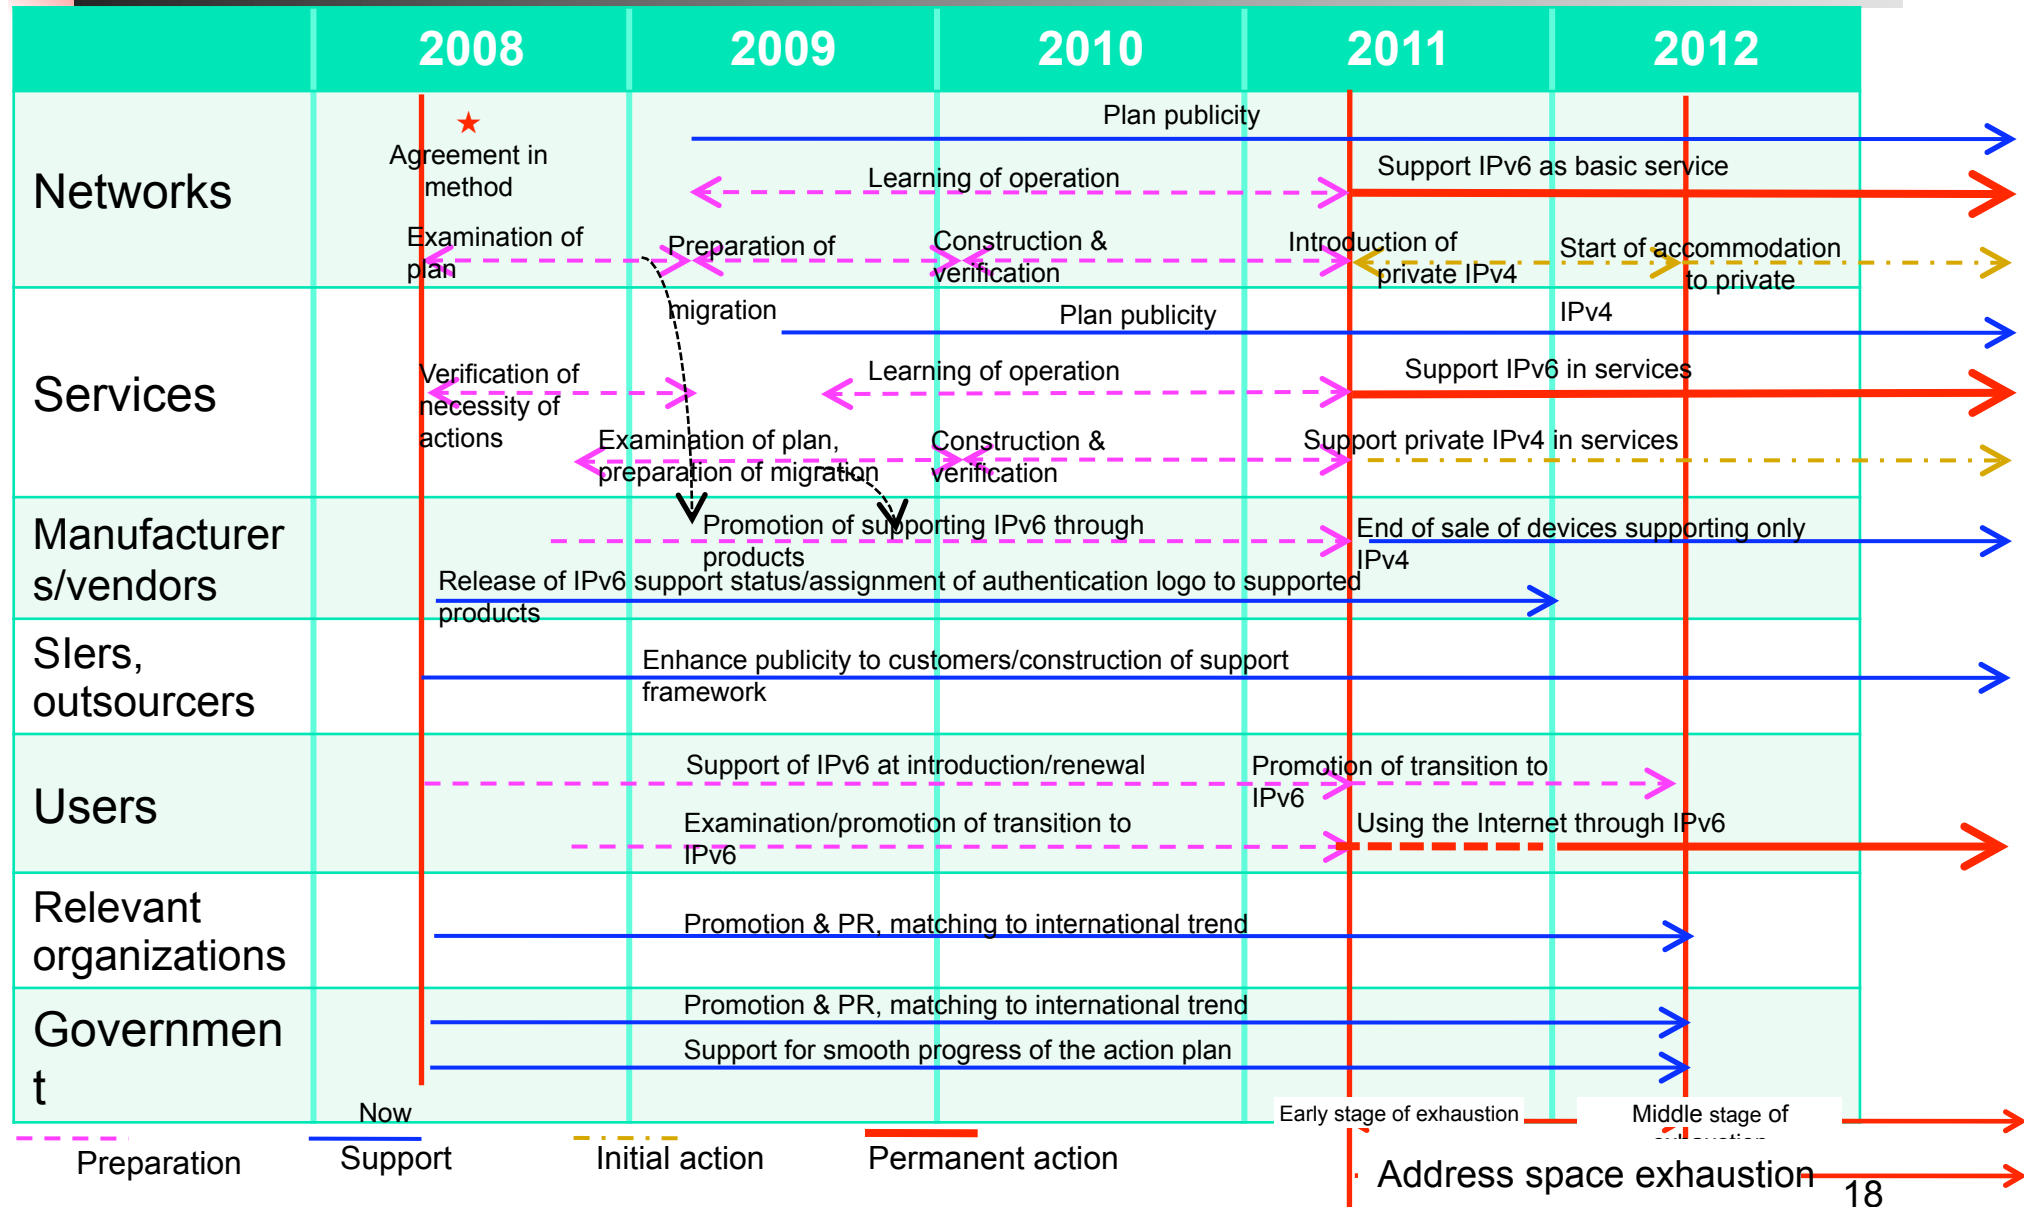 2008
2009
2010
2011
2012
Networks
Agreement in
method
Plan publicity
Learning of operation
Support IPv6 as basic service
Examination of
plan
Preparation of
migration
Construction &
verification
Introduction of
private IPv4
Start of accommodation
to private
IPv4
Services
Plan publicity
Verification of
necessity of
actions
Learning of operation
Support IPv6 in services
Examination of plan,
preparation of migration
Construction &
verification
Support private IPv4 in services
Manufacturer
s/vendors
Promotion of supporting IPv6 through
products
End of sale of devices supporting only
IPv4
Release of IPv6 support status/assignment of authentication logo to supported
products
SIers,
outsourcers
Enhance publicity to customers/construction of support
framework
Users
Support of IPv6 at introduction/renewal
Promotion of transition to
IPv6
Examination/promotion of transition to
IPv6
Using the Internet through IPv6
Relevant
organizations
Promotion & PR, matching to international trend
Governmen
t
Promotion & PR, matching to international trend
Support for smooth progress of the action plan
Now
Early stage of exhaustion
Middle stage of
Preparation
Support
Initial action
Permanent action
Address space exhaustion
18